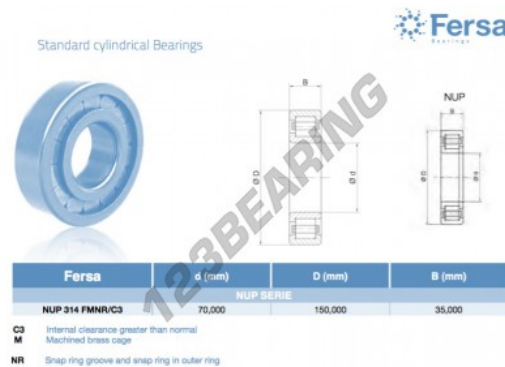 Fersa
Bearings
Standard cylindrical Bearings
B
NUP
B
Ø D
Ø d
Ø D
Ø d
123BEARING
Fersa d (mm) D (mm) B (mm)
NUP SERIE
NUP 314 FMNR/C3 70,000 150,000 35,000
C3 Internal clearance greater than normal
M Machined brass cage
NR Snap ring groove and snap ring in outer ring